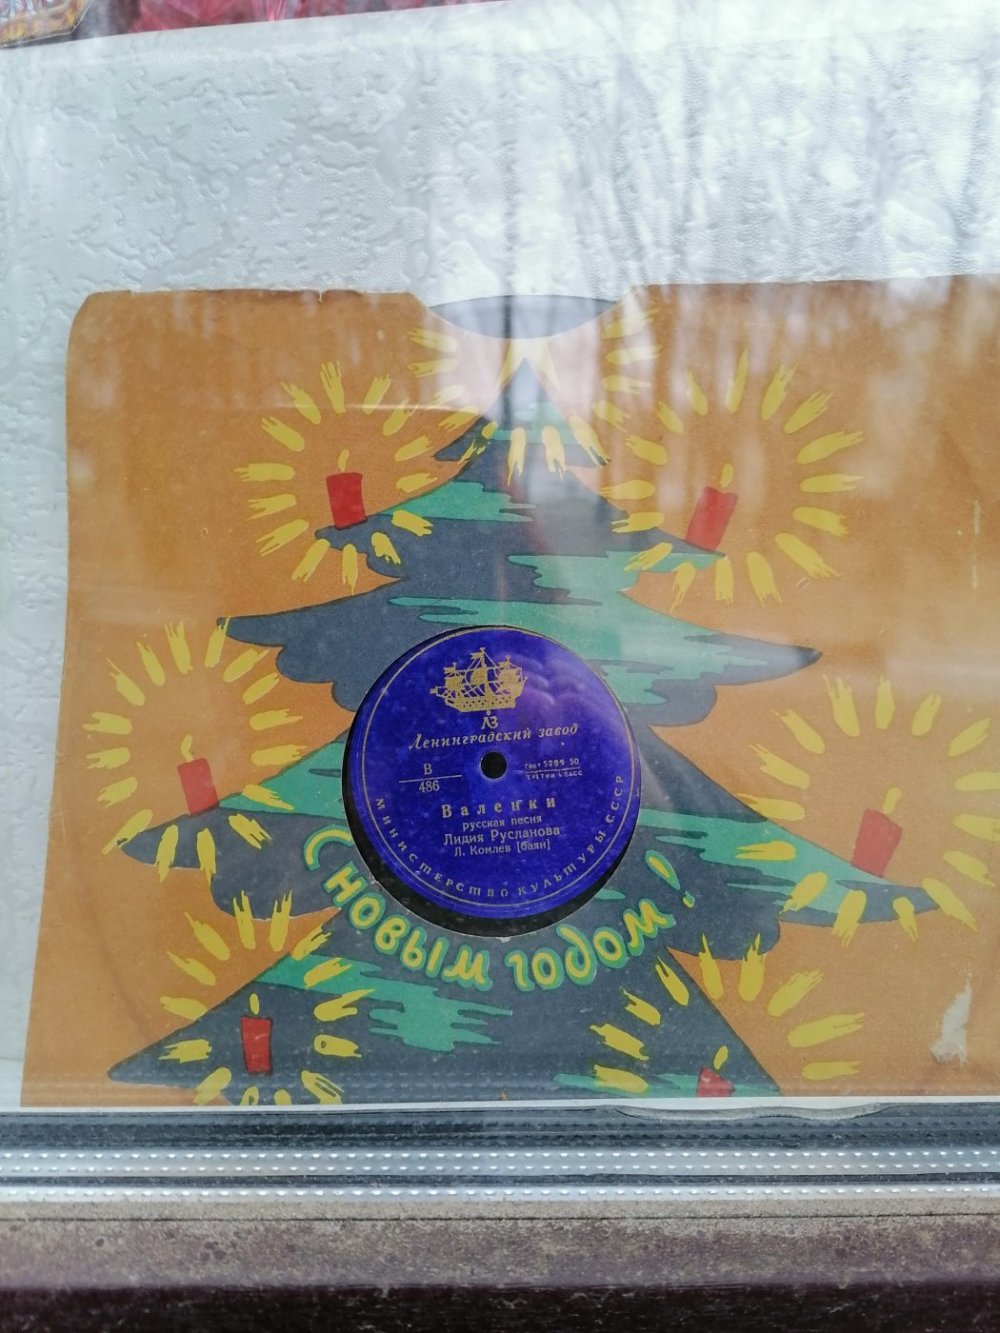 ЛЗ
Ленинградский завод
В
486
ГОСТ 5289-50
ТРЕТИЙ КЛАСС
Валенки
русская песня
Лидия Русланова
Л. Комлев [баян]
МИНИСТЕРСТВО КУЛЬТУРЫ СССР
С новым годом!